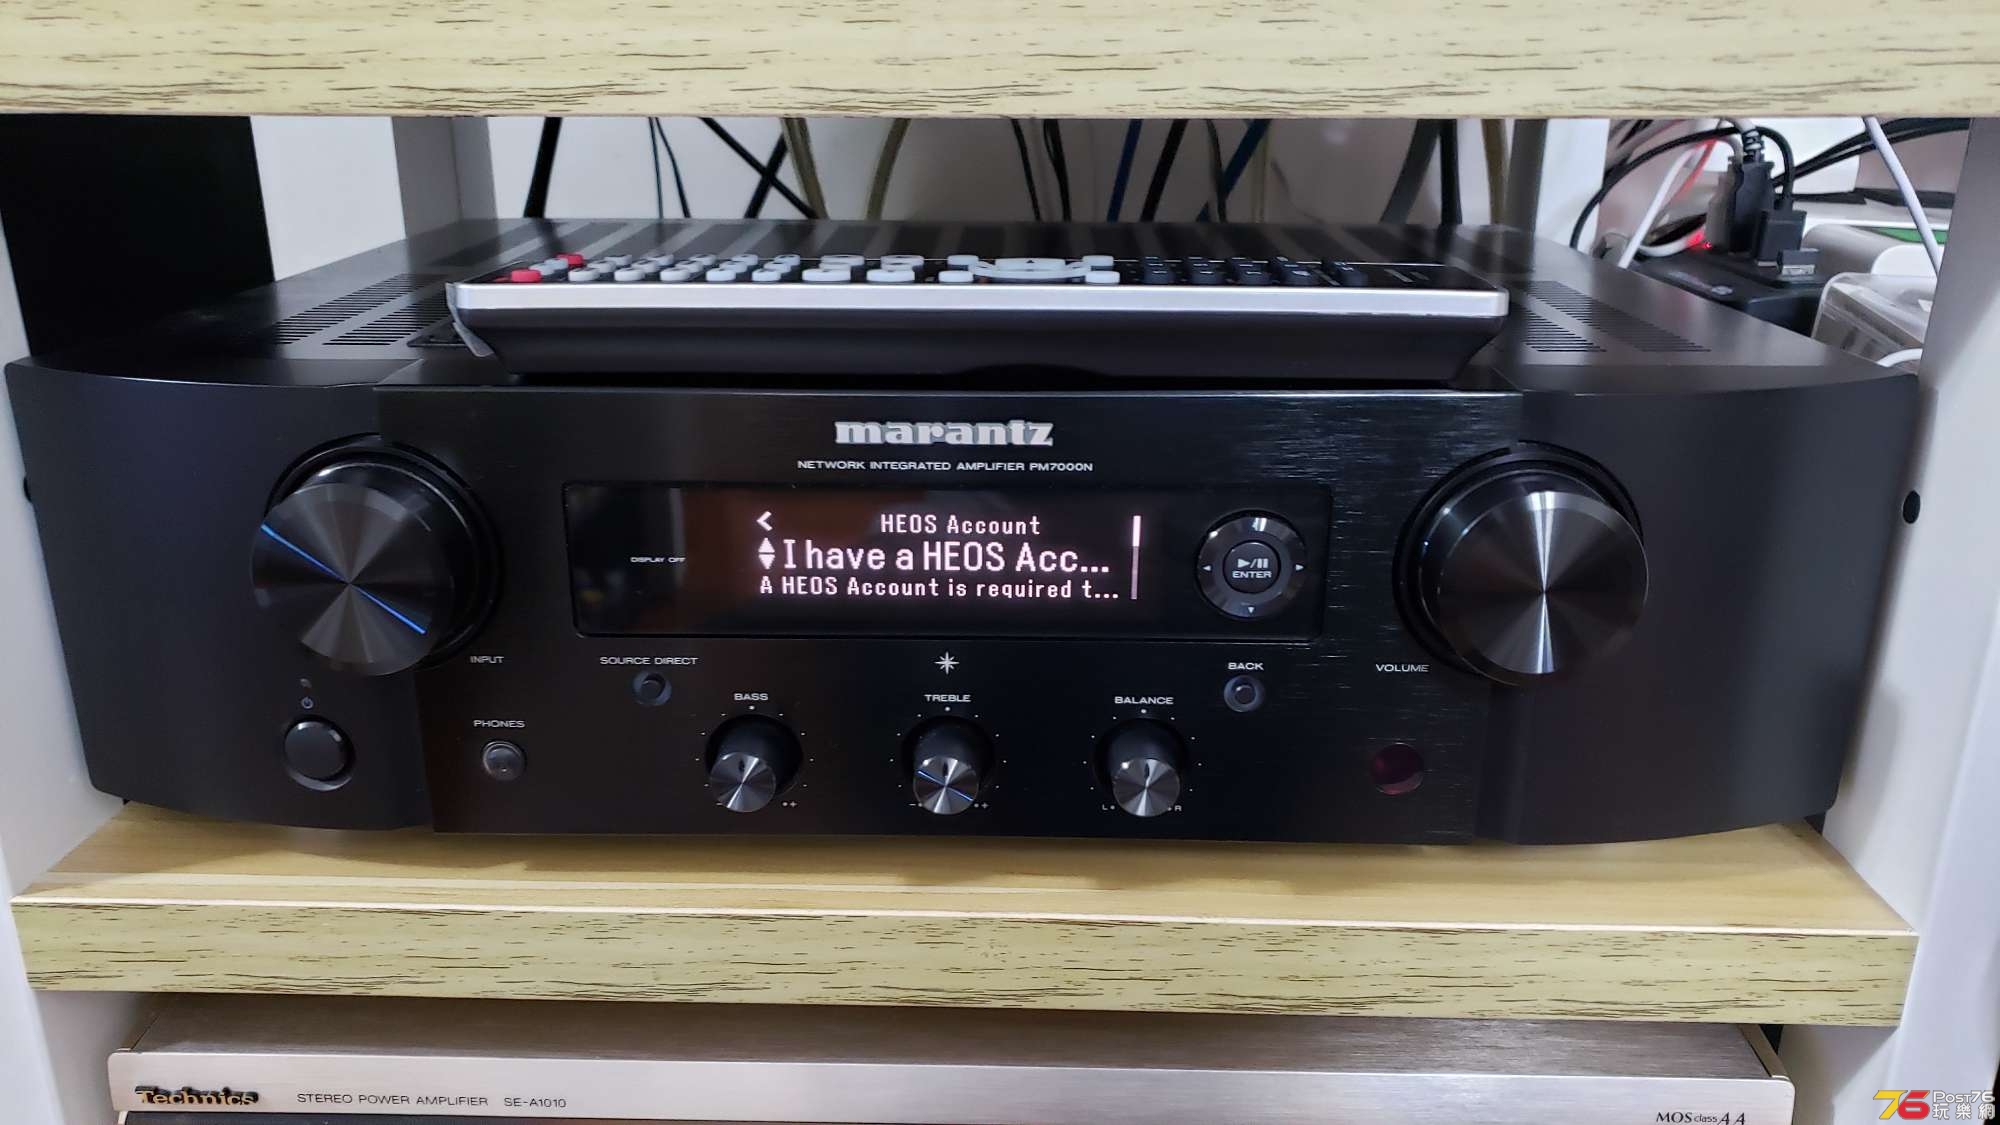 marantz
NETWORK INTEGRATED AMPLIFIER PM7000N
HEOS Account
I have a HEOS Acc...
A HEOS Account is required t...
DISPLAY OFF
ENTER
INPUT
SOURCE DIRECT
BACK
VOLUME
PHONES
BASS
TREBLE
BALANCE
- +
- +
L R
Technics
STEREO POWER AMPLIFIER SE-A1010
MOS class AA
76 Post76
玩樂網